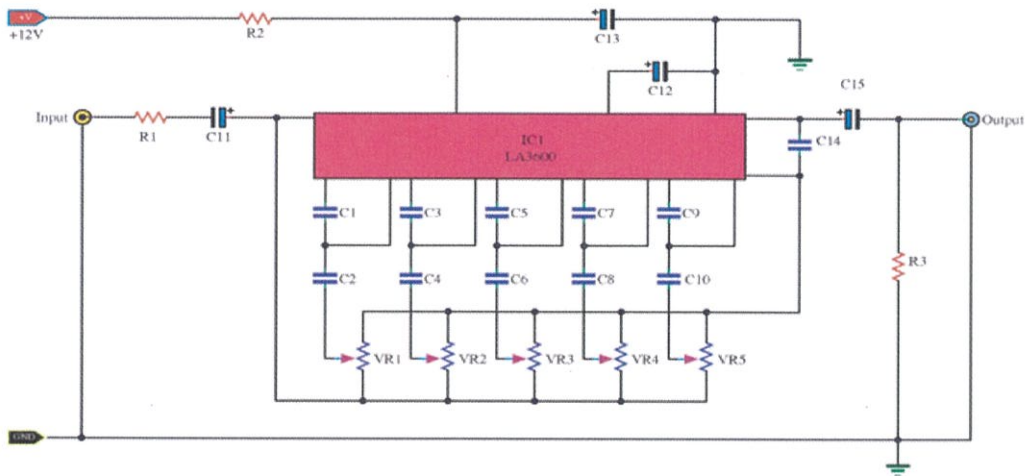 +V
+12V
R2
C13
C12
C15
Input
R1
C11
IC1
LA3600
C14
Output
C1
C3
C5
C7
C9
C2
C4
C6
C8
C10
R3
VR1
VR2
VR3
VR4
VR5
GND